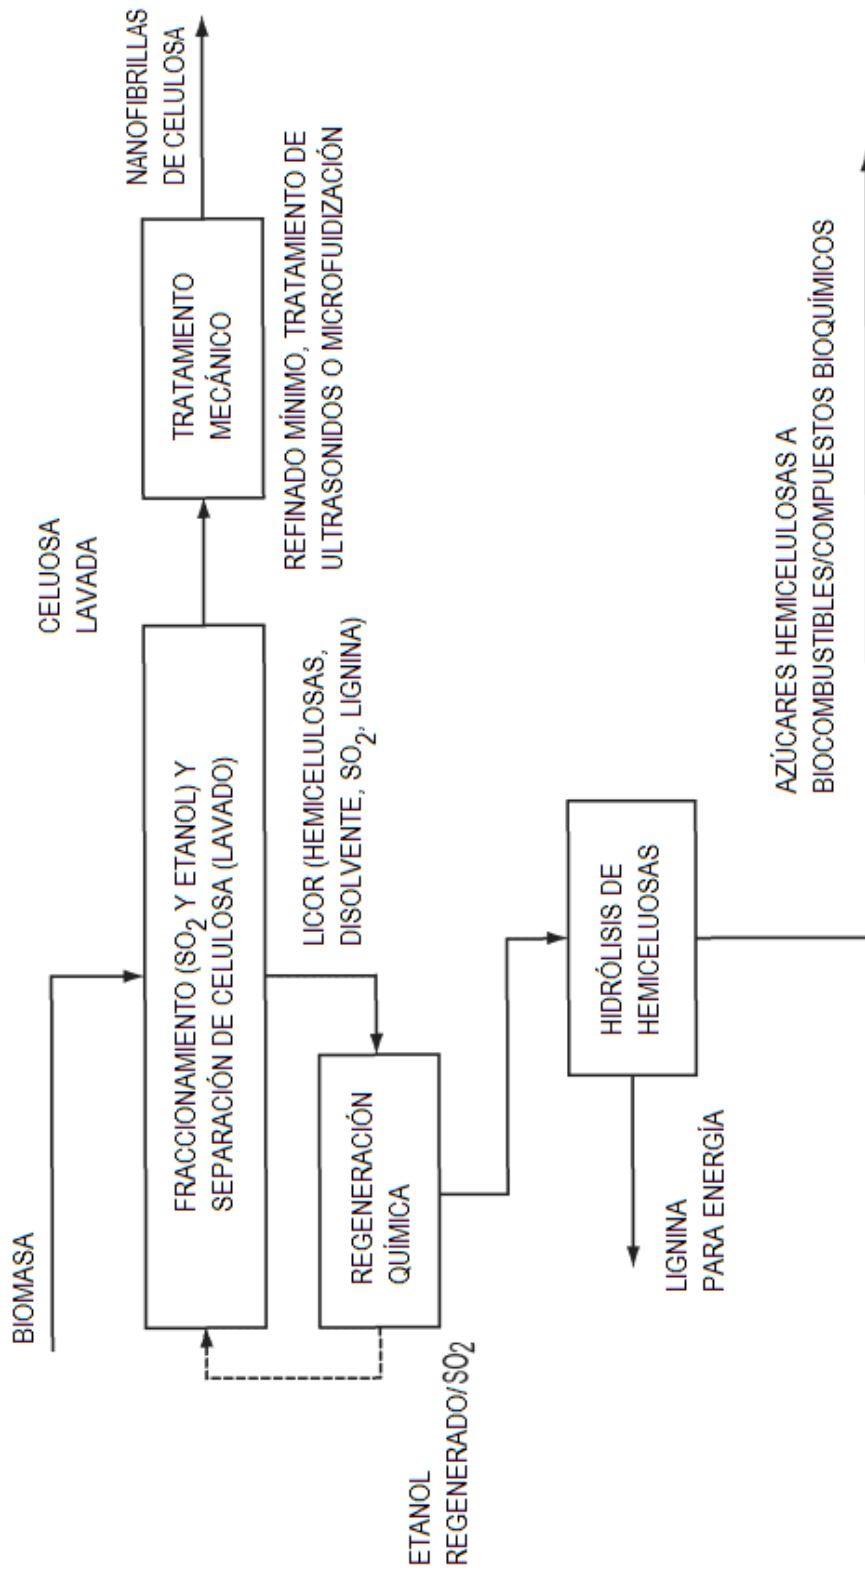 BIOMASA
FRACCIONAMIENTO (SO2 Y ETANOL) Y
SEPARACIÓN DE CELULOSA (LAVADO)
CELUOSA
LAVADA
TRATAMIENTO
MECÁNICO
NANOFIBRILLAS
DE CELULOSA
REFINADO MÍNIMO, TRATAMIENTO DE
ULTRASONIDOS O MICROFUIDIZACIÓN
LICOR (HEMICELULOSAS,
DISOLVENTE, SO2, LIGNINA)
REGENERACIÓN
QUÍMICA
ETANOL
REGENERADO/SO2
HIDRÓLISIS DE
HEMICELUOSAS
LIGNINA
PARA ENERGÍA
AZÚCARES HEMICELULOSAS A
BIOCOMBUSTIBLES/COMPUESTOS BIOQUÍMICOS